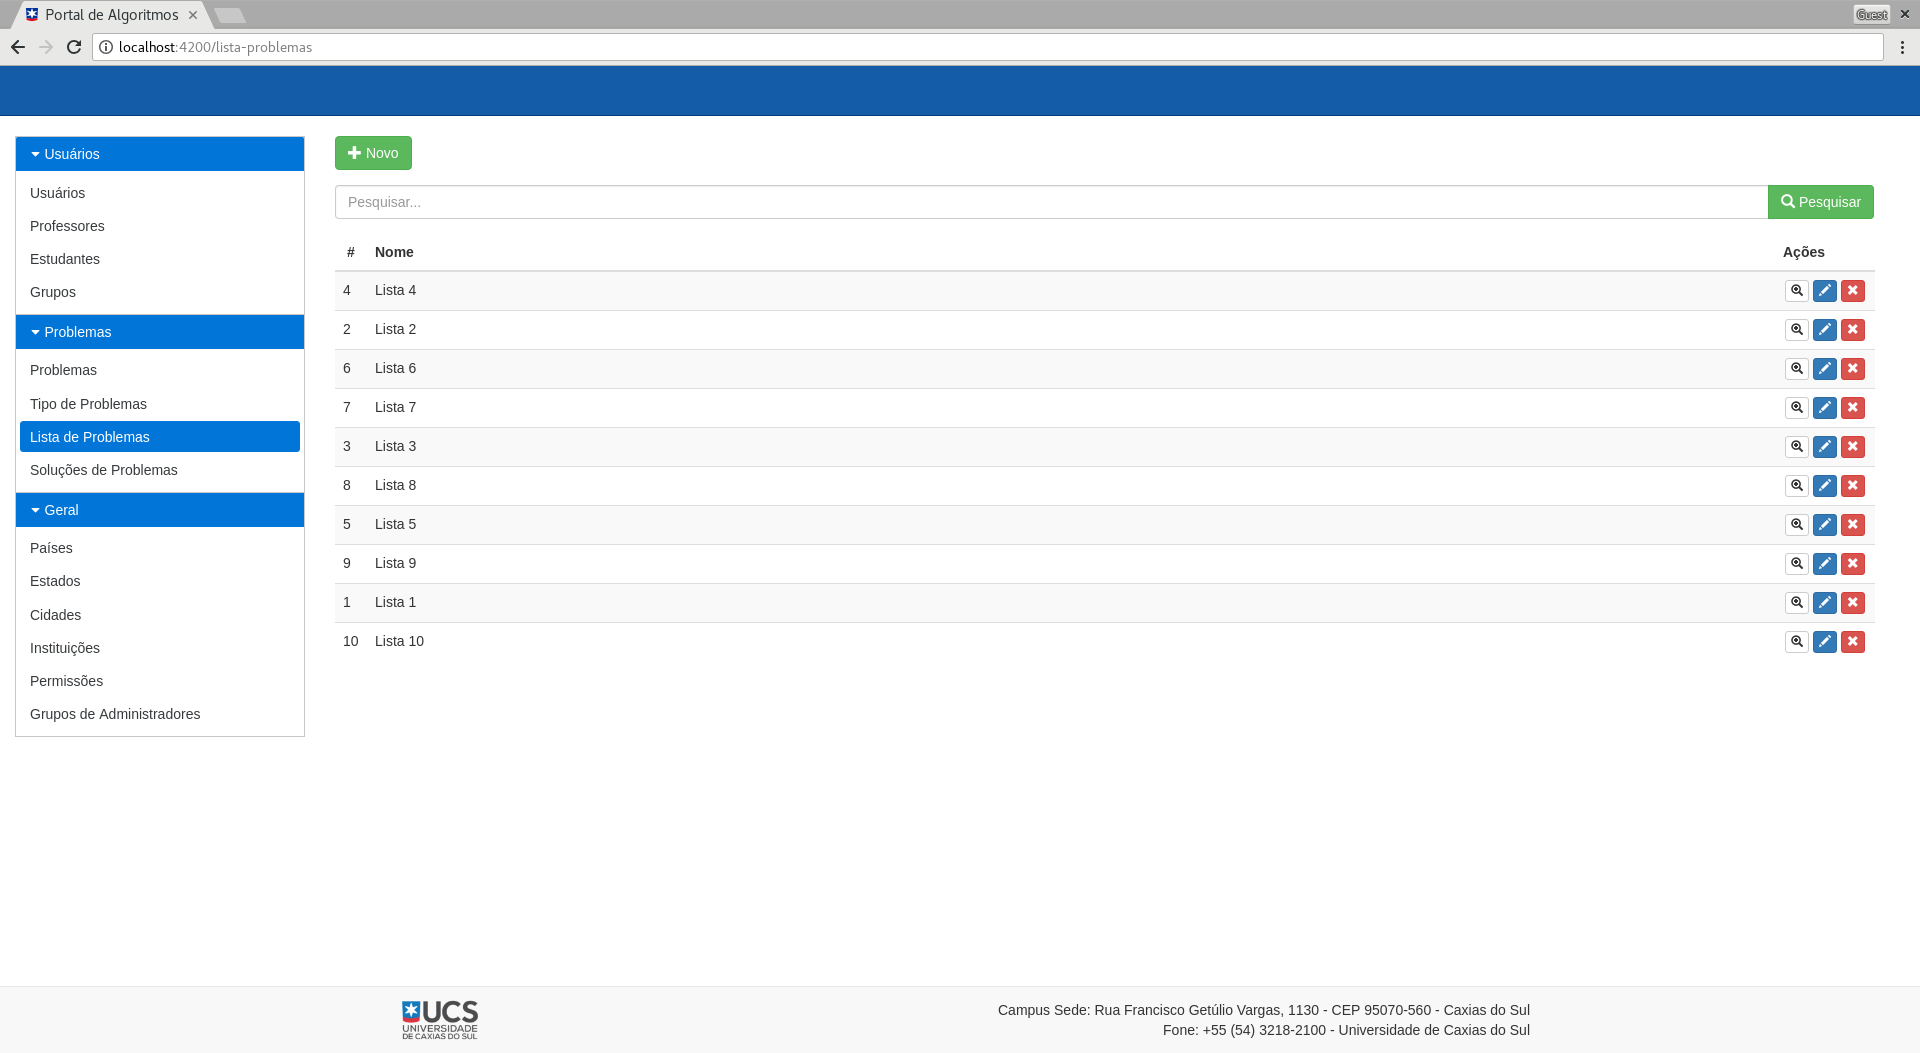 Portal de Algoritmos
Guest
localhost:4200/lista-problemas
Usuários
Usuários
Professores
Estudantes
Grupos
Problemas
Problemas
Tipo de Problemas
Lista de Problemas
Soluções de Problemas
Geral
Países
Estados
Cidades
Instituições
Permissões
Grupos de Administradores
Novo
Pesquisar...
Pesquisar
# Nome Ações
4 Lista 4
2 Lista 2
6 Lista 6
7 Lista 7
3 Lista 3
8 Lista 8
5 Lista 5
9 Lista 9
1 Lista 1
10 Lista 10
UCS
UNIVERSIDADE
DE CAXIAS DO SUL
Campus Sede: Rua Francisco Getúlio Vargas, 1130 - CEP 95070-560 - Caxias do Sul
Fone: +55 (54) 3218-2100 - Universidade de Caxias do Sul